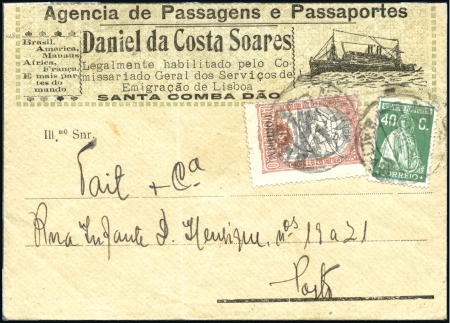 Agencia de Passagens e Passaportes
Brasil,
America,
Manaus
Africa,
França,
E mais par
tes do
mundo
Daniel da Costa Soares
Legalmente habilitado pelo Co-
missariado Geral dos Serviços de
Emigração de Lisboa
SANTA COMBA DÃO
Ill.mo Snr.
40 C.
CORREIO
Tait & Ca
Rua Infante D. Henrique, nos 19 a 21
Porto